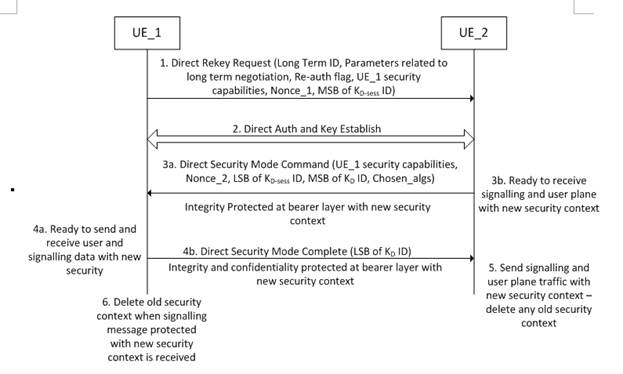 UE_1
UE_2
1. Direct Rekey Request (Long Term ID, Parameters related to
long term negotiation, Re-auth flag, UE_1 security
capabilities, Nonce_1, MSB of KD-sess ID)
2. Direct Auth and Key Establish
3a. Direct Security Mode Command (UE_1 security capabilities,
Nonce_2, LSB of KD-sess ID, MSB of KD ID, Chosen_algs)
Integrity Protected at bearer layer with new security
context
3b. Ready to receive
signalling and user plane
with new security context
4a. Ready to send and
receive user and
signalling data with new
security
4b. Direct Security Mode Complete (LSB of KD ID)
Integrity and confidentiality protected at bearer layer with
new security context
5. Send signalling and
user plane traffic with
new security context –
delete any old security
context
6. Delete old security
context when signalling
message protected
with new security
context is received